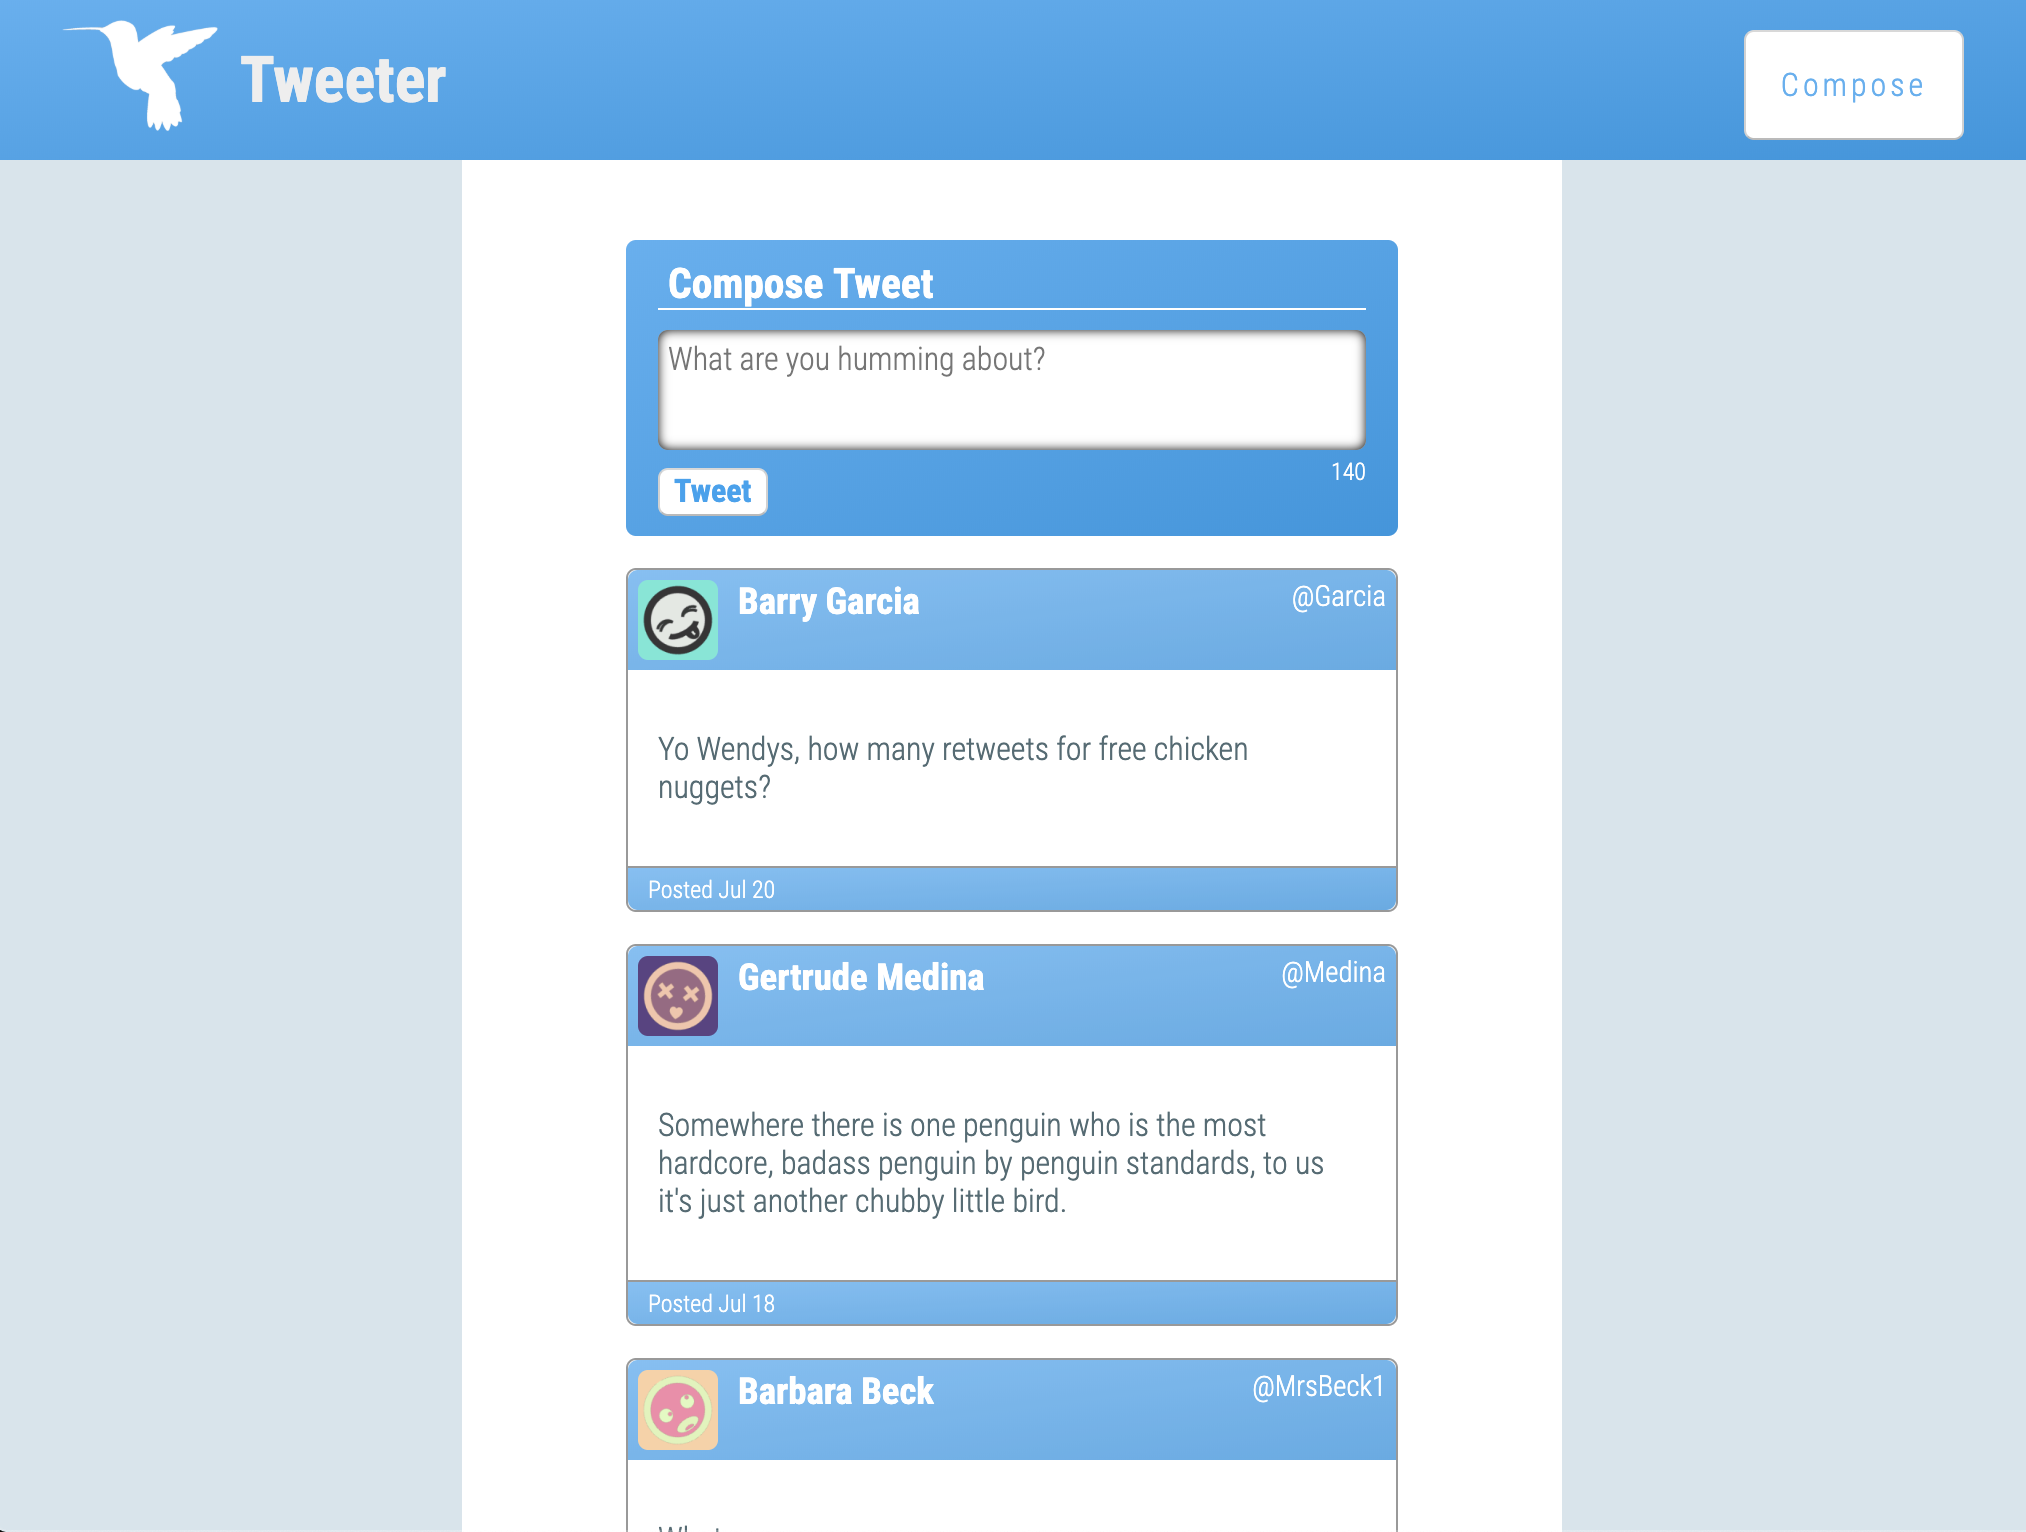 Tweeter
Compose
Compose Tweet
What are you humming about?
140
Tweet
Barry Garcia
@Garcia
Yo Wendys, how many retweets for free chicken
nuggets?
Posted Jul 20
Gertrude Medina
@Medina
Somewhere there is one penguin who is the most
hardcore, badass penguin by penguin standards, to us
it's just another chubby little bird.
Posted Jul 18
Barbara Beck
@MrsBeck1